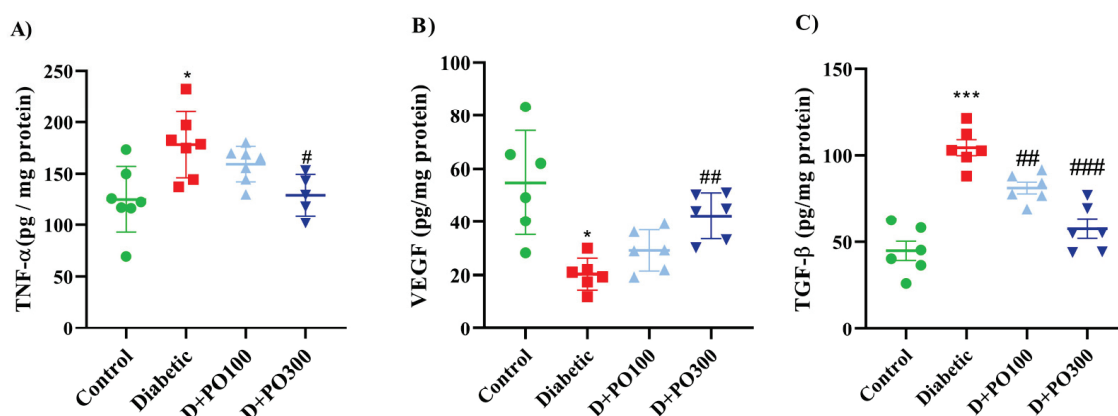 A)
TNF-α(pg / mg protein)
250
200
150
100
50
0
*
#
Control
Diabetic
D+PO100
D+PO300
B)
VEGF (pg/mg protein)
100
80
60
40
20
0
*
##
Control
Diabetic
D+PO100
D+PO300
C)
TGF-β (pg/mg protein)
150
100
50
0
***
##
###
Control
Diabetic
D+PO100
D+PO300